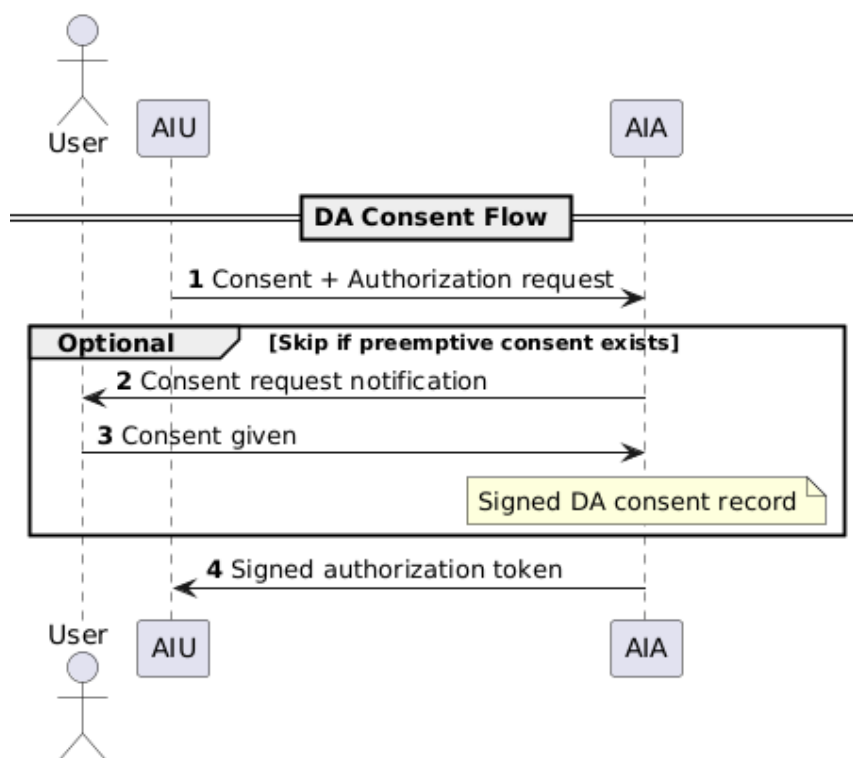 User
AIU
AIA
DA Consent Flow
1 Consent + Authorization request
Optional
[Skip if preemptive consent exists]
2 Consent request notification
3 Consent given
Signed DA consent record
4 Signed authorization token
User
AIU
AIA